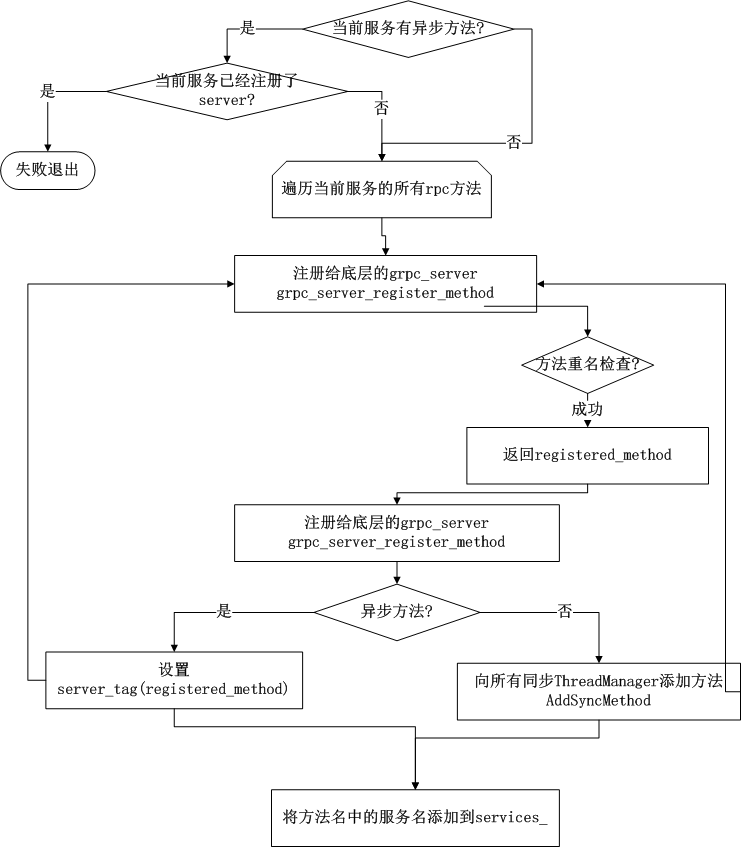 当前服务有异步方法?
是
当前服务已经注册了
server?
是
否
否
失败退出
遍历当前服务的所有rpc方法
注册给底层的grpc_server
grpc_server_register_method
方法重名检查?
成功
返回registered_method
注册给底层的grpc_server
grpc_server_register_method
异步方法?
是
否
设置
server_tag(registered_method)
向所有同步ThreadManager添加方法
AddSyncMethod
将方法名中的服务名添加到services_